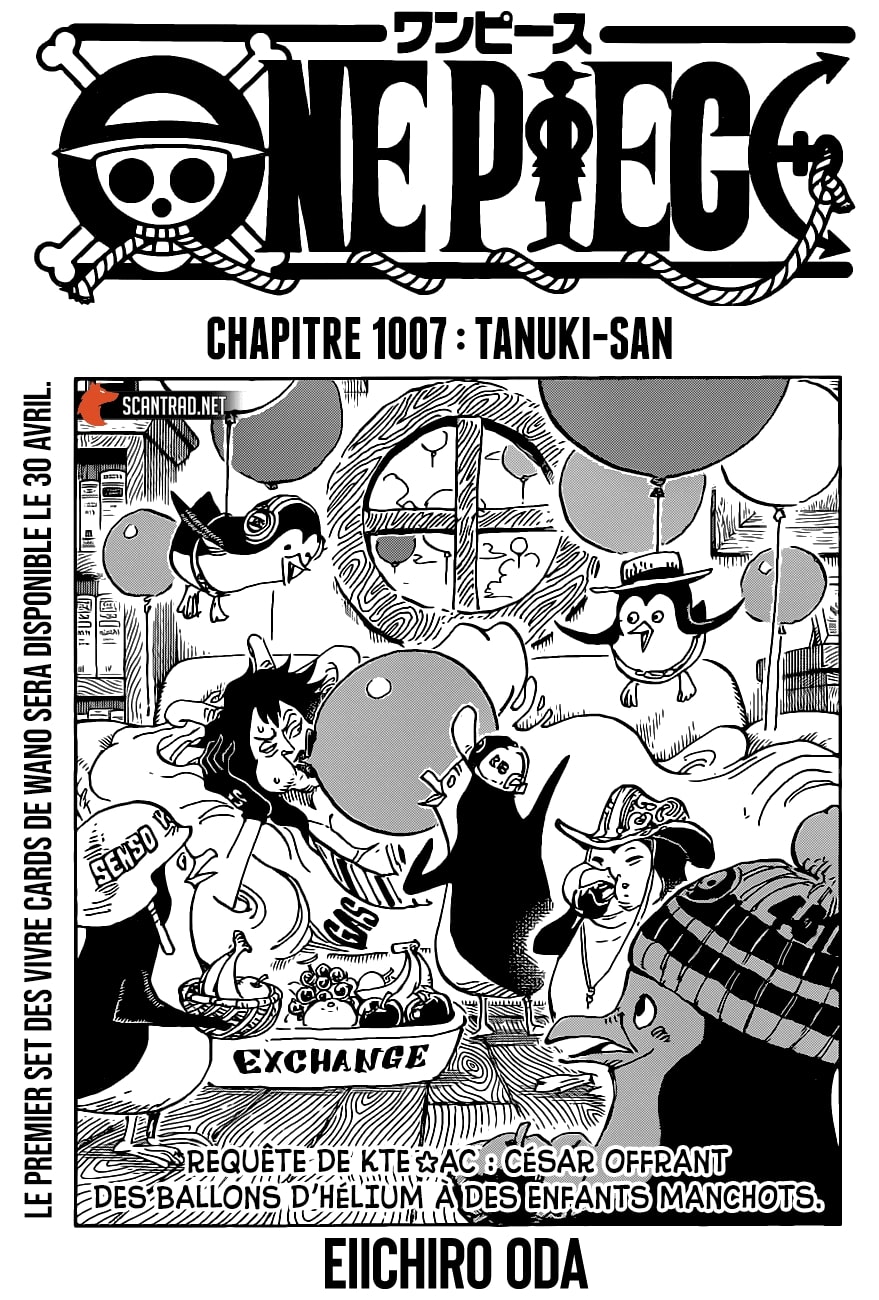 ワンピース
ONE PIECE
CHAPITRE 1007 : TANUKI-SAN
LE PREMIER SET DES VIVRE CARDS DE WANO SERA DISPONIBLE LE 30 AVRIL.
SCANTRAD.NET
SENSO
GAS
EXCHANGE
REQUÊTE DE KTE☆AC : CÉSAR OFFRANT
DES BALLONS D'HÉLIUM À DES ENFANTS MANCHOTS.
EIICHIRO ODA